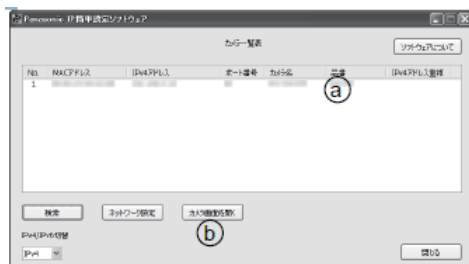 Panasonic IP簡単設定ソフトウェア
カメラ一覧表
ソフトウェアについて
No. MACアドレス IPv4アドレス ポート番号 カメラ名 品番 IPv4アドレス重複
1
a
検索 ネットワーク設定 カメラ画面を開く
b
IPv4/IPv6切替
IPv4
閉じる